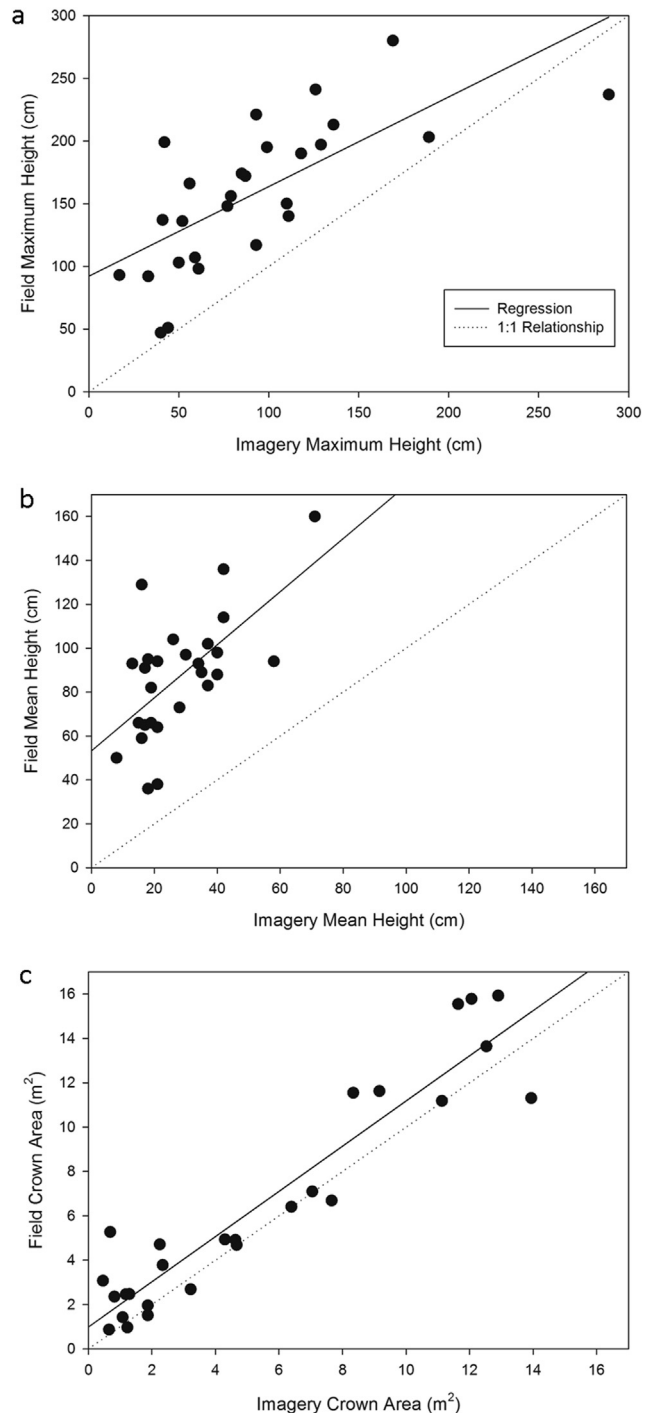 a
300
250
200
150
100
50
0
Field Maximum Height (cm)
Regression
1:1 Relationship
0 50 100 150 200 250 300
Imagery Maximum Height (cm)
b
160
140
120
100
80
60
40
20
0
Field Mean Height (cm)
0 20 40 60 80 100 120 140 160
Imagery Mean Height (cm)
c
16
14
12
10
8
6
4
2
0
Field Crown Area (m²)
0 2 4 6 8 10 12 14 16
Imagery Crown Area (m²)